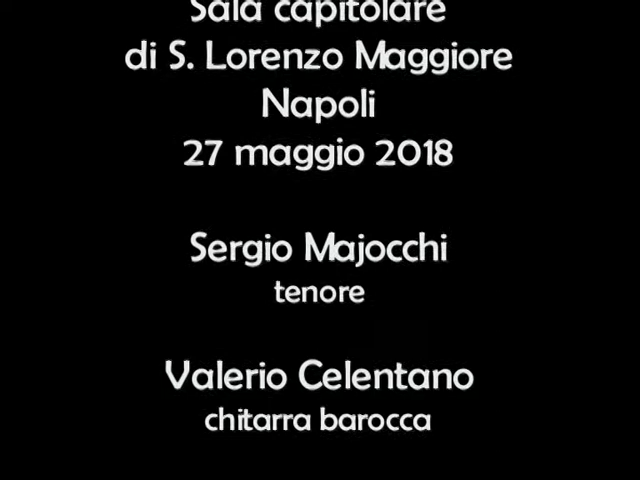 Sala capitolare
di S. Lorenzo Maggiore
Napoli
27 maggio 2018
Sergio Majocchi
tenore
Valerio Celentano
chitarra barocca